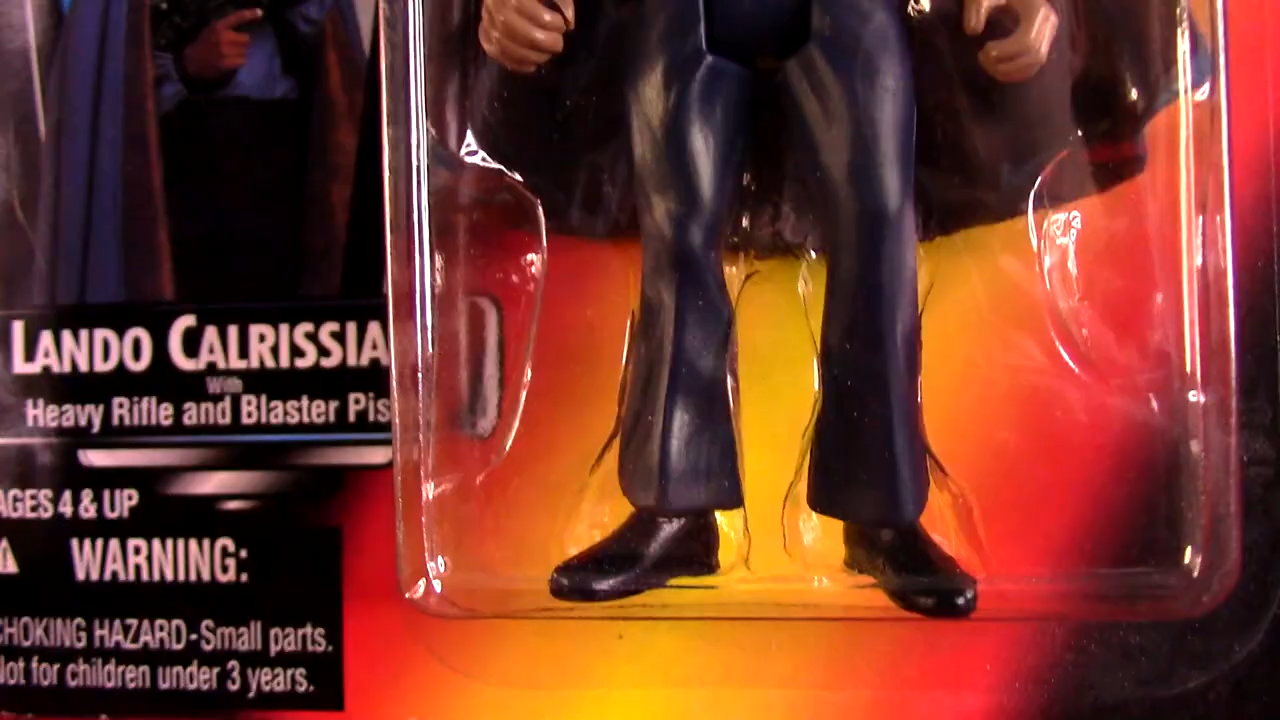 LANDO CALRISSIA
With
Heavy Rifle and Blaster Pis
AGES 4 & UP
WARNING:
CHOKING HAZARD-Small parts.
Not for children under 3 years.